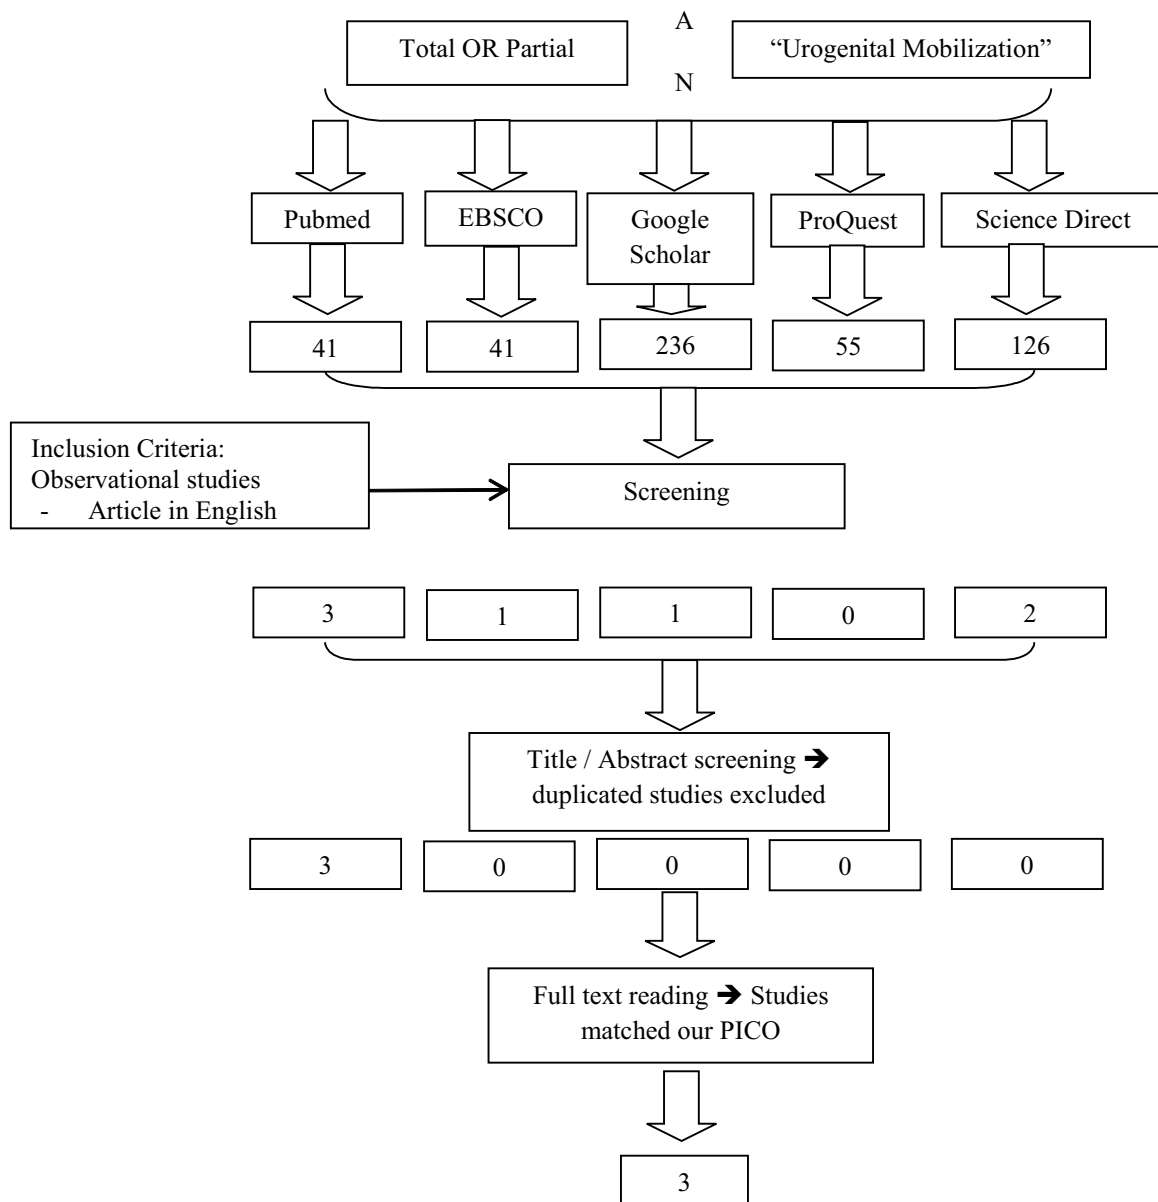 A
Total OR Partial
“Urogenital Mobilization”
N
Pubmed
EBSCO
Google
Scholar
ProQuest
Science Direct
41
41
236
55
126
Inclusion Criteria:
Observational studies
- Article in English
Screening
3
1
1
0
2
Title / Abstract screening ➔
duplicated studies excluded
3
0
0
0
0
Full text reading ➔ Studies
matched our PICO
3